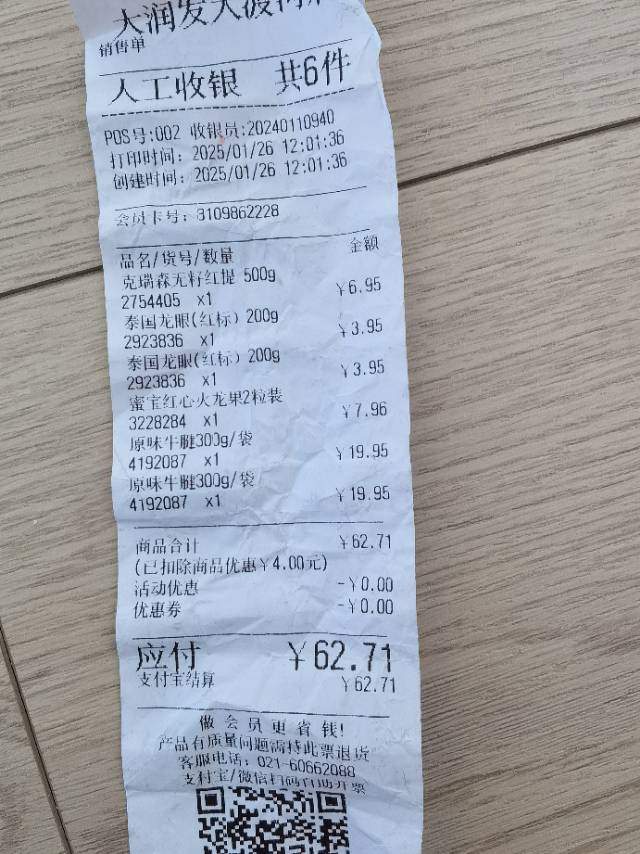 大润发大渡河店
销售单
人工收银 共6件
POS号:002 收银员:20240110940
打印时间: 2025/01/26 12:01:36
创建时间: 2025/01/26 12:01:36
会员卡号: 3109862228
品名/货号/数量 金额
克瑞森无籽红提 500g
2754405 x1 ¥6.95
泰国龙眼(红标) 200g
2923836 x1 ¥3.95
泰国龙眼(红标) 200g
2923836 x1 ¥3.95
蜜宝红心火龙果2粒装
3228284 x1 ¥7.96
原味牛腱300g/袋
4192087 x1 ¥19.95
原味牛腱300g/袋
4192087 x1 ¥19.95
商品合计 ¥62.71
(已扣除商品优惠¥4.00元)
活动优惠 -¥0.00
优惠券 -¥0.00
应付 ¥62.71
支付宝结算 ¥62.71
做会员更省钱!
产品有质量问题需持此票退货
客服电话: 021-60662088
支付宝/微信扫码自助开票